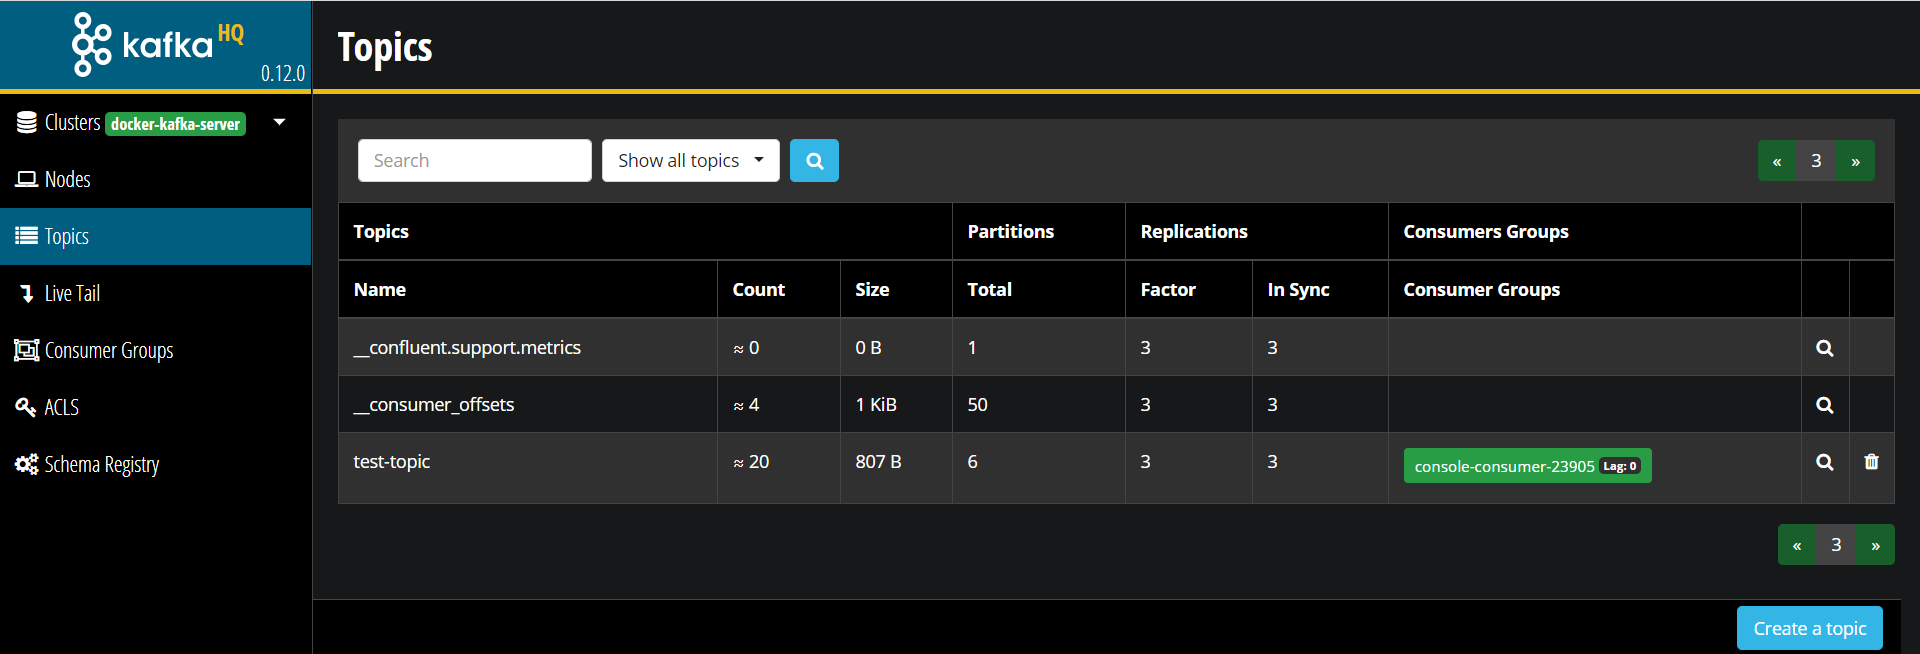 kafka HQ
0.12.0
Topics
Clusters docker-kafka-server
Nodes
Topics
Live Tail
Consumer Groups
ACLS
Schema Registry
Search
Show all topics
« 3 »
Topics Partitions Replications Consumers Groups
Name Count Size Total Factor In Sync Consumer Groups
__confluent.support.metrics ≈ 0 0 B 1 3 3
__consumer_offsets ≈ 4 1 KiB 50 3 3
test-topic ≈ 20 807 B 6 3 3 console-consumer-23905 Lag: 0
« 3 »
Create a topic